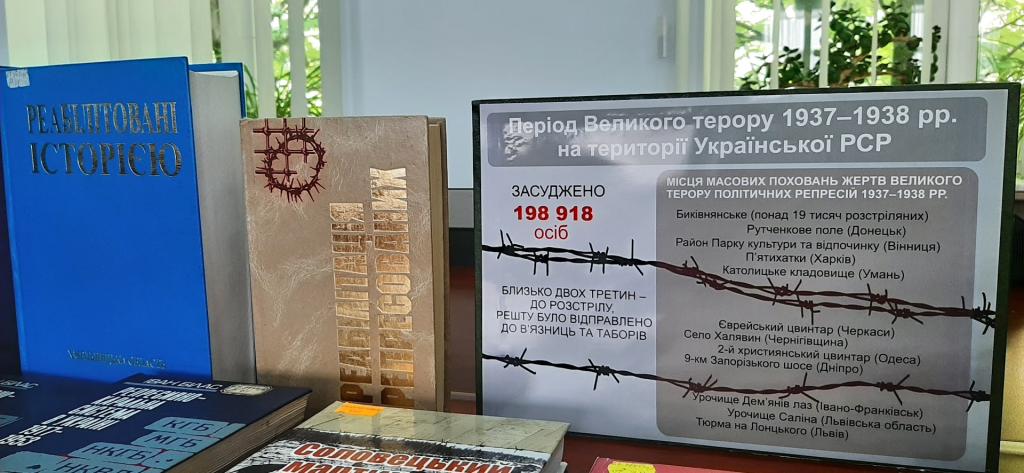 РЕАБІЛІТОВАНІ
ІСТОРІЄЮ
РЕАБІЛІТАЦІЯ
РЕПРЕСОВАНИХ
Період Великого терору 1937–1938 рр.
на території Української РСР
ЗАСУДЖЕНО
198 918
осіб
БЛИЗЬКО ДВОХ ТРЕТИН –
ДО РОЗСТРІЛУ,
РЕШТУ БУЛО ВІДПРАВЛЕНО
ДО В'ЯЗНИЦЬ ТА ТАБОРІВ
МІСЦЯ МАСОВИХ ПОХОВАНЬ ЖЕРТВ ВЕЛИКОГО
ТЕРОРУ ПОЛІТИЧНИХ РЕПРЕСІЙ 1937–1938 РР.
Биківнянське (понад 19 тисяч розстріляних)
Рутченкове поле (Донецьк)
Район Парку культури та відпочинку (Вінниця)
П'ятихатки (Харків)
Католицьке кладовище (Умань)
Єврейський цвинтар (Черкаси)
Село Халявин (Чернігівщина)
2-й християнський цвинтар (Одеса)
9-км Запорізького шосе (Дніпро)
Урочище Дем'янів лаз (Івано-Франківськ)
Урочище Саліна (Львівська область)
Тюрма на Лонцького (Львів)
ІВАН БІЛАС
КГБ
МГБ
НКВД
Соловецький